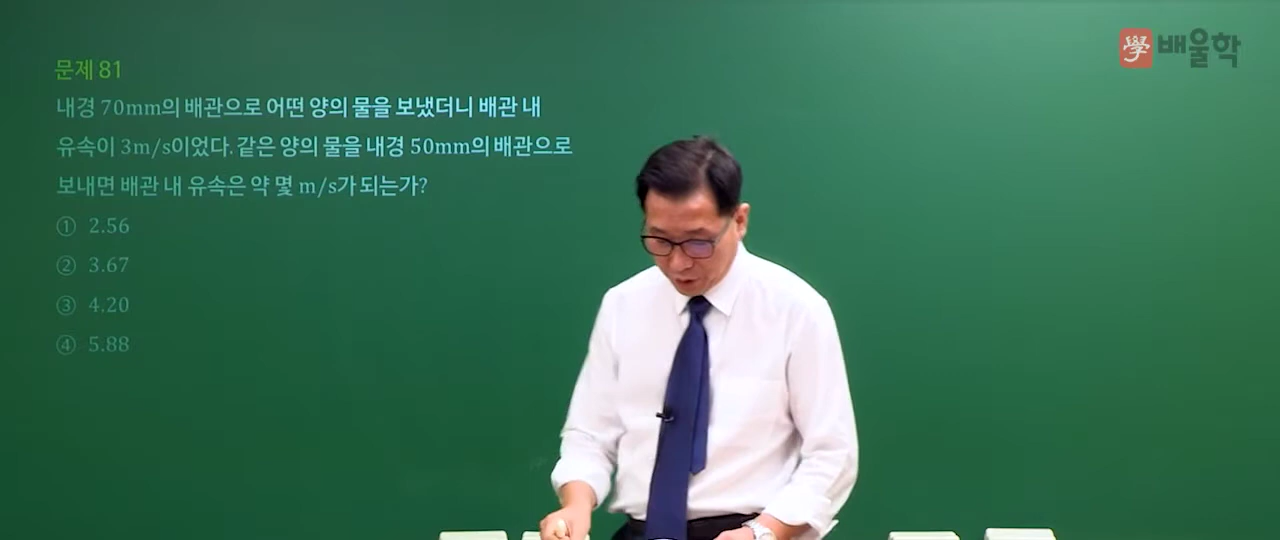 學 배울학
문제 81
내경 70mm의 배관으로 어떤 양의 물을 보냈더니 배관 내
유속이 3m/s이었다. 같은 양의 물을 내경 50mm의 배관으로
보내면 배관 내 유속은 약 몇 m/s가 되는가?
① 2.56
② 3.67
③ 4.20
④ 5.88